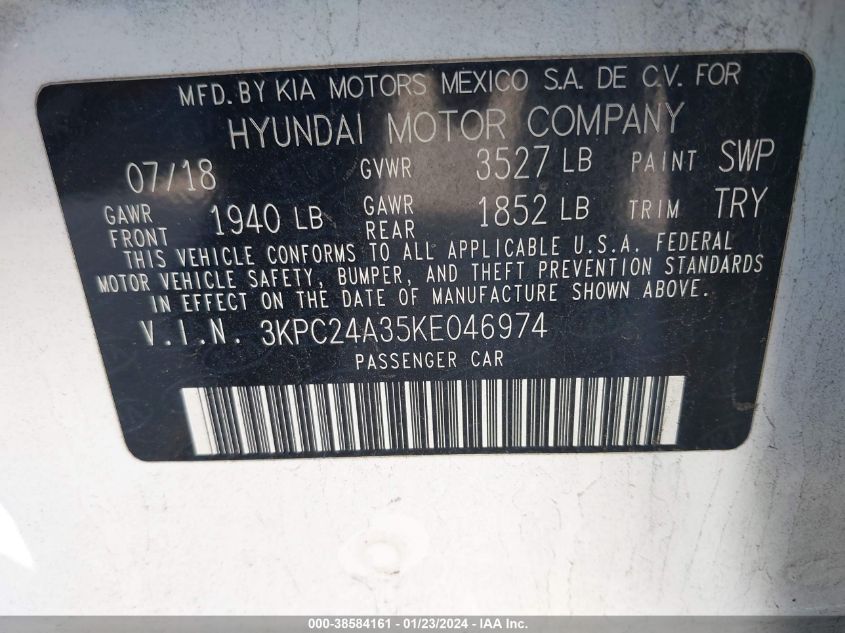 MFD. BY KIA MOTORS MEXICO S.A. DE C.V. FOR
HYUNDAI MOTOR COMPANY
07/18 GVWR 3527 LB PAINT SWP
GAWR FRONT 1940 LB GAWR REAR 1852 LB TRIM TRY
THIS VEHICLE CONFORMS TO ALL APPLICABLE U.S.A. FEDERAL
MOTOR VEHICLE SAFETY, BUMPER, AND THEFT PREVENTION STANDARDS
IN EFFECT ON THE DATE OF MANUFACTURE SHOWN ABOVE.
V.I.N. 3KPC24A35KE046974
PASSENGER CAR
000-38584161 - 01/23/2024 - IAA Inc.